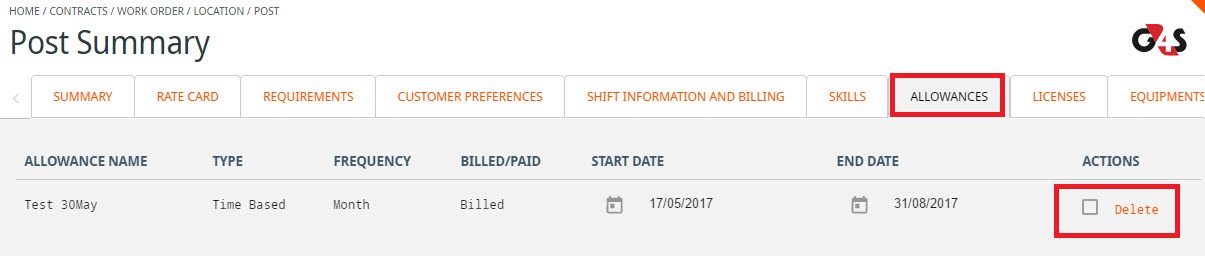 HOME / CONTRACTS / WORK ORDER / LOCATION / POST
Post Summary
G4S
SUMMARY RATE CARD REQUIREMENTS CUSTOMER PREFERENCES SHIFT INFORMATION AND BILLING SKILLS ALLOWANCES LICENSES EQUIPMENTS
ALLOWANCE NAME TYPE FREQUENCY BILLED/PAID START DATE END DATE ACTIONS
Test 30May Time Based Month Billed 17/05/2017 31/08/2017 Delete